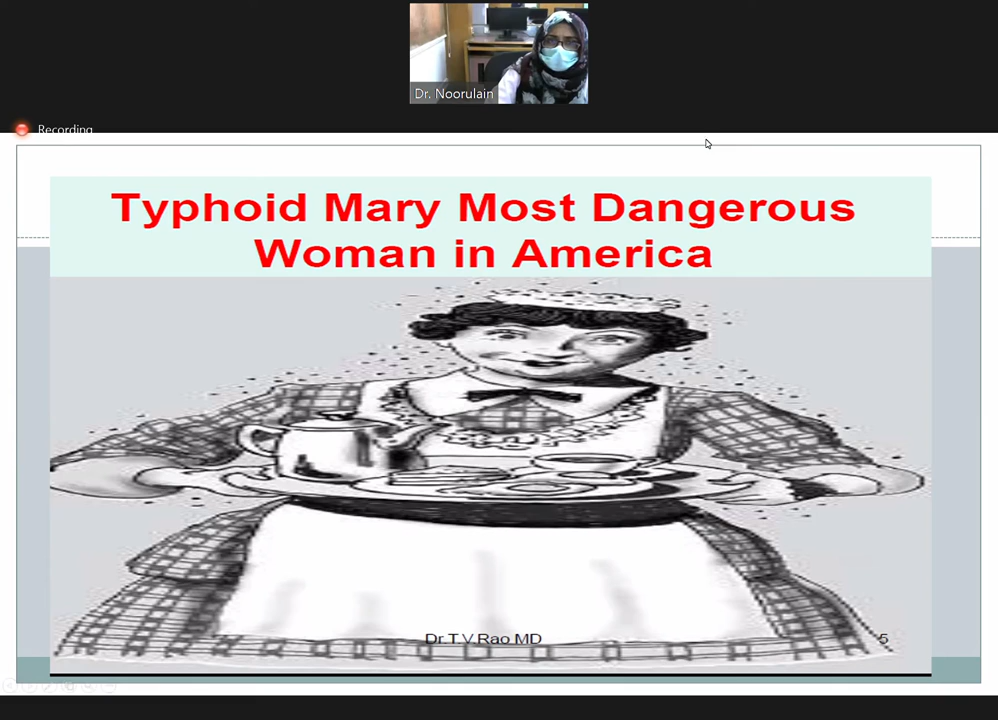 Dr. Noorulain
Recording
Typhoid Mary Most Dangerous
Woman in America
Dr.T.V.Rao MD
5